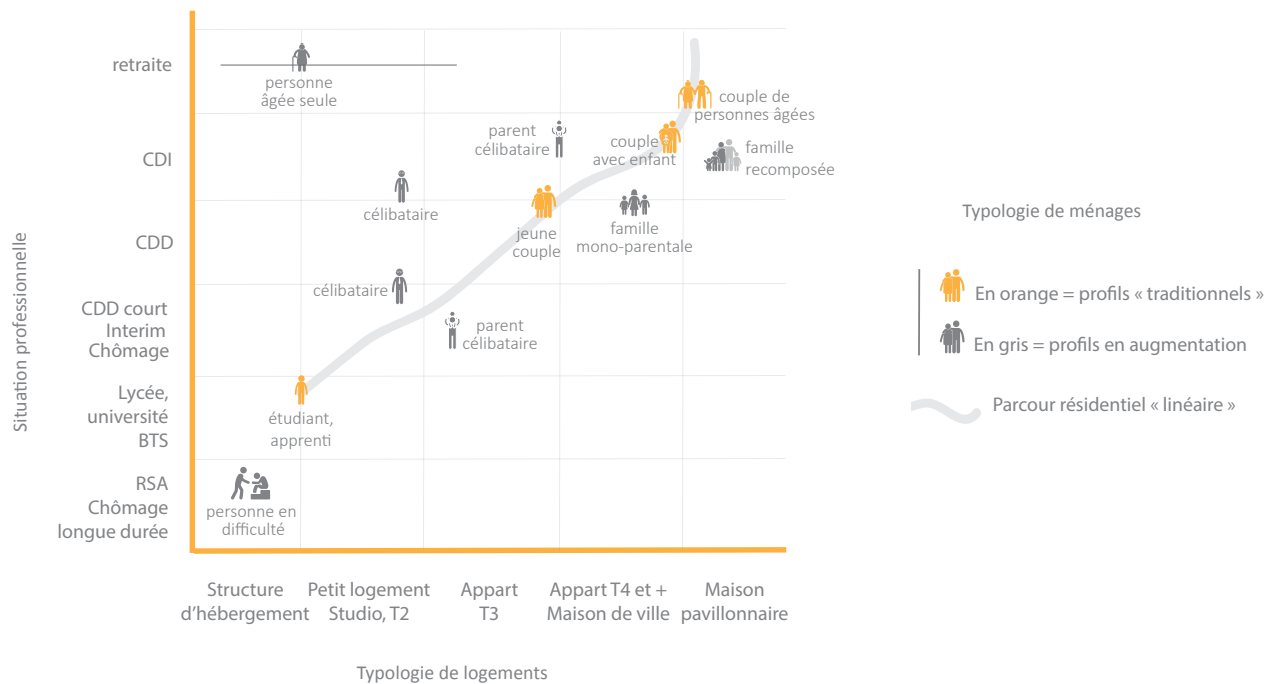 retraite
personne
âgée seule
couple de
personnes âgées
CDI
parent
célibataire
couple
avec enfant
famille
recomposée
célibataire
CDD
jeune
couple
famille
mono-parentale
CDD court
Interim
Chômage
célibataire
parent
célibataire
Lycée,
université
BTS
étudiant,
apprenti
RSA
Chômage
longue durée
personne en
difficulté
Situation professionnelle
Structure
d'hébergement
Petit logement
Studio, T2
Appart
T3
Appart T4 et +
Maison de ville
Maison
pavillonnaire
Typologie de logements
Typologie de ménages
En orange = profils « traditionnels »
En gris = profils en augmentation
Parcour résidentiel « linéaire »